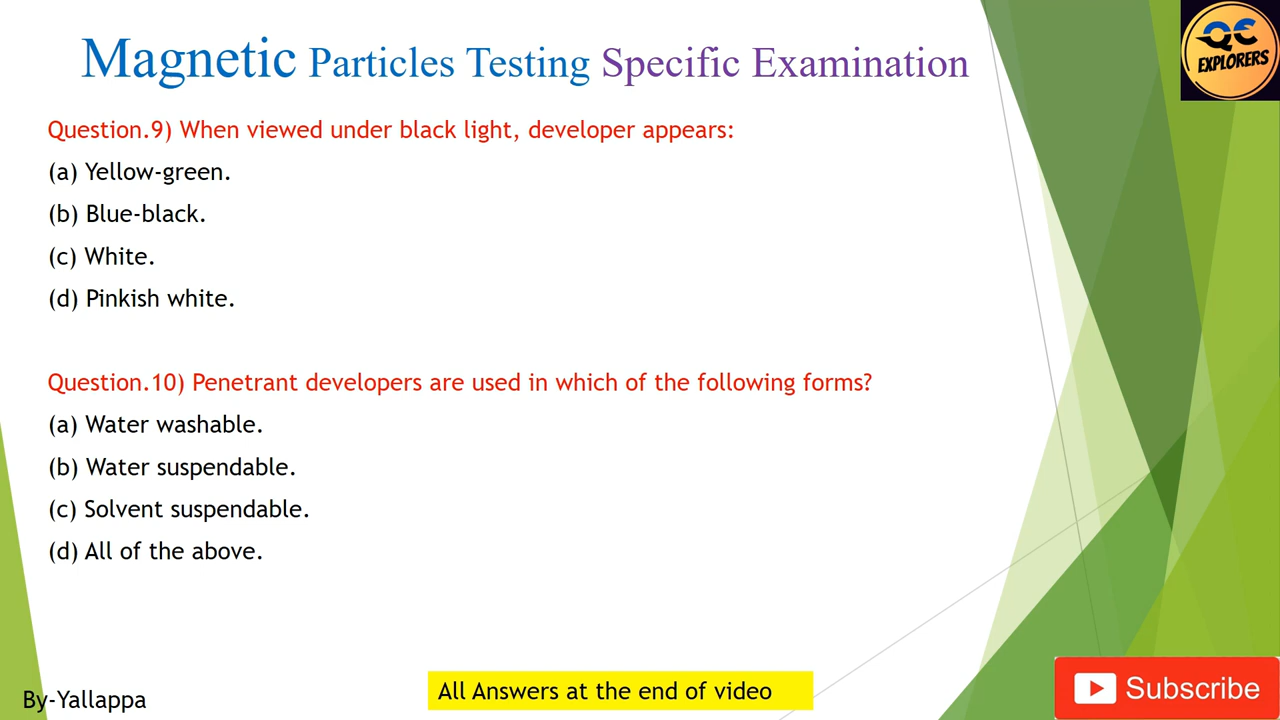 Magnetic Particles Testing Specific Examination
QC
EXPLORERS
Question.9) When viewed under black light, developer appears:
(a) Yellow-green.
(b) Blue-black.
(c) White.
(d) Pinkish white.
Question.10) Penetrant developers are used in which of the following forms?
(a) Water washable.
(b) Water suspendable.
(c) Solvent suspendable.
(d) All of the above.
By-Yallappa
All Answers at the end of video
Subscribe